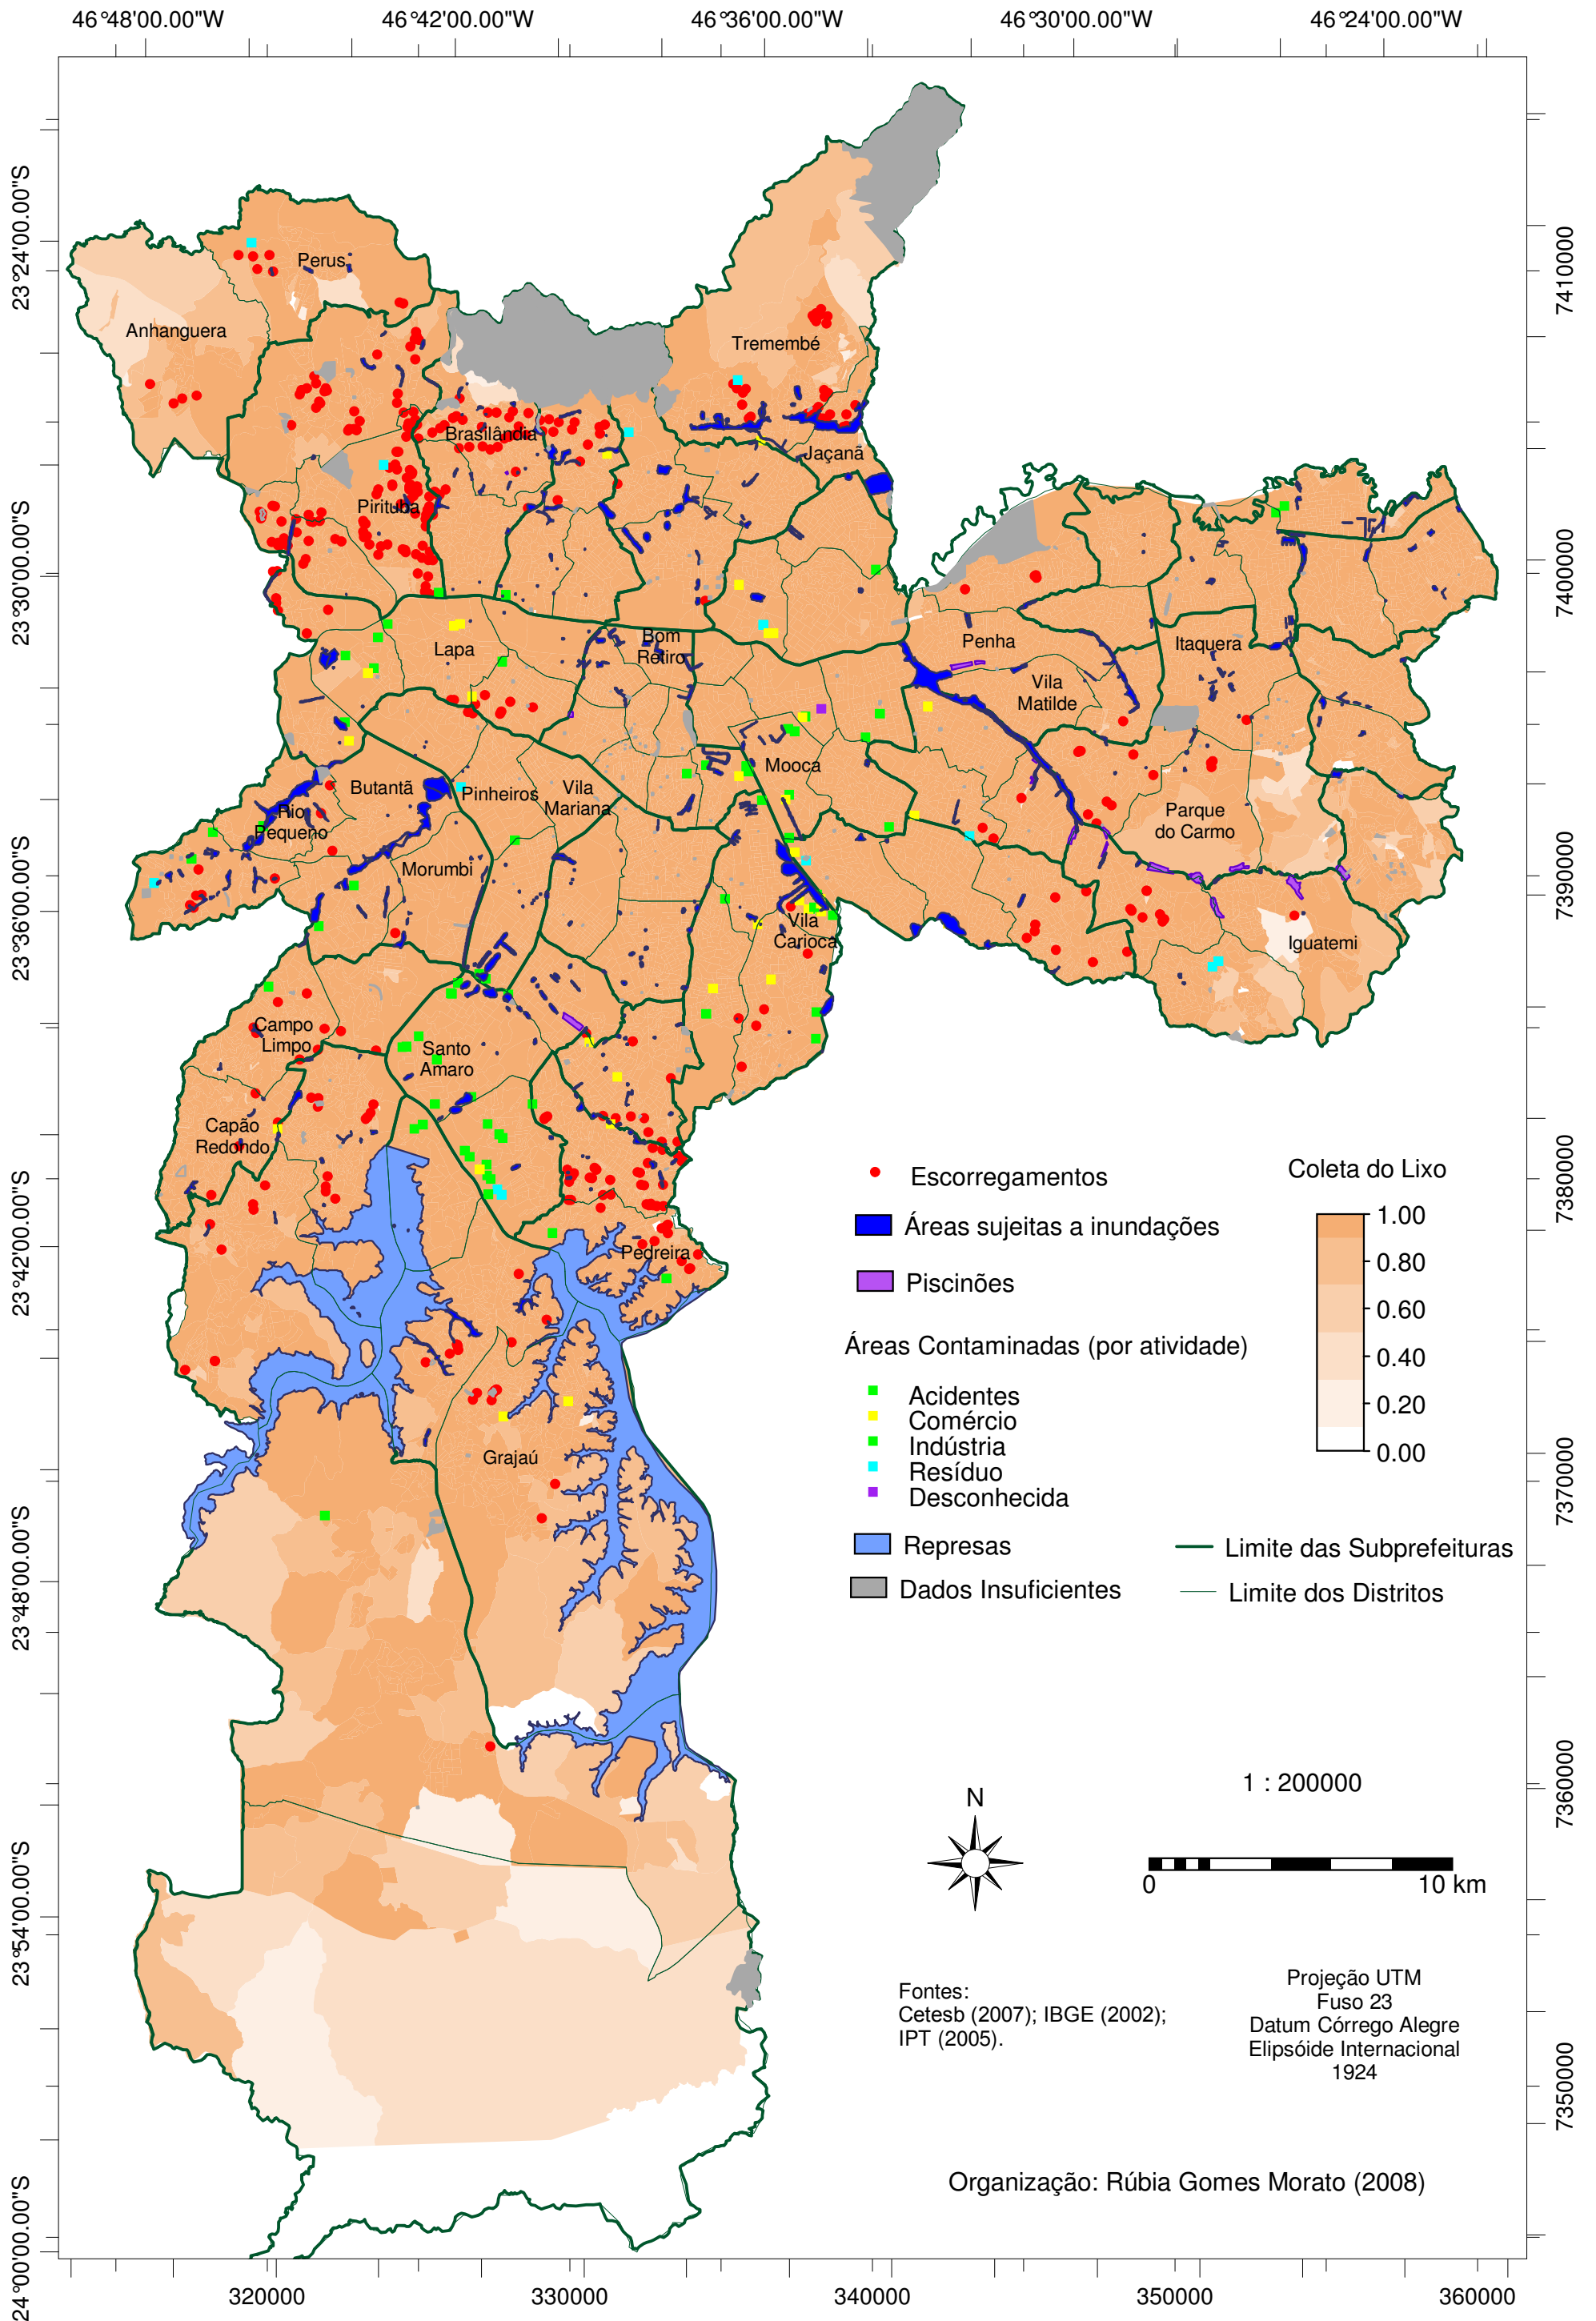 46°48'00.00"W
46°42'00.00"W
46°36'00.00"W
46°30'00.00"W
46°24'00.00"W
23°24'00.00"S
23°30'00.00"S
23°36'00.00"S
23°42'00.00"S
23°48'00.00"S
23°54'00.00"S
24°00'00.00"S
7410000
7400000
7390000
7380000
7370000
7360000
7350000
Perus
Anhanguera
Tremembé
Brasilândia
Jaçanã
Pirituba
Lapa
Bom
Retiro
Penha
Itaquera
Vila
Matilde
Mooca
Butantã
Pinheiros
Vila
Mariana
Rio
Pequeno
Parque
do Carmo
Morumbi
Vila
Carioca
Iguatemi
Campo
Limpo
Santo
Amaro
Capão
Redondo
Pedreira
Grajaú
Escorregamentos
Áreas sujeitas a inundações
Piscinões
Áreas Contaminadas (por atividade)
Acidentes
Comércio
Indústria
Resíduo
Desconhecida
Represas
Dados Insuficientes
Coleta do Lixo
1.00
0.80
0.60
0.40
0.20
0.00
Limite das Subprefeituras
Limite dos Distritos
1 : 200000
N
0
10 km
Fontes:
Cetesb (2007); IBGE (2002);
IPT (2005).
Projeção UTM
Fuso 23
Datum Córrego Alegre
Elipsóide Internacional
1924
Organização: Rúbia Gomes Morato (2008)
320000
330000
340000
350000
360000